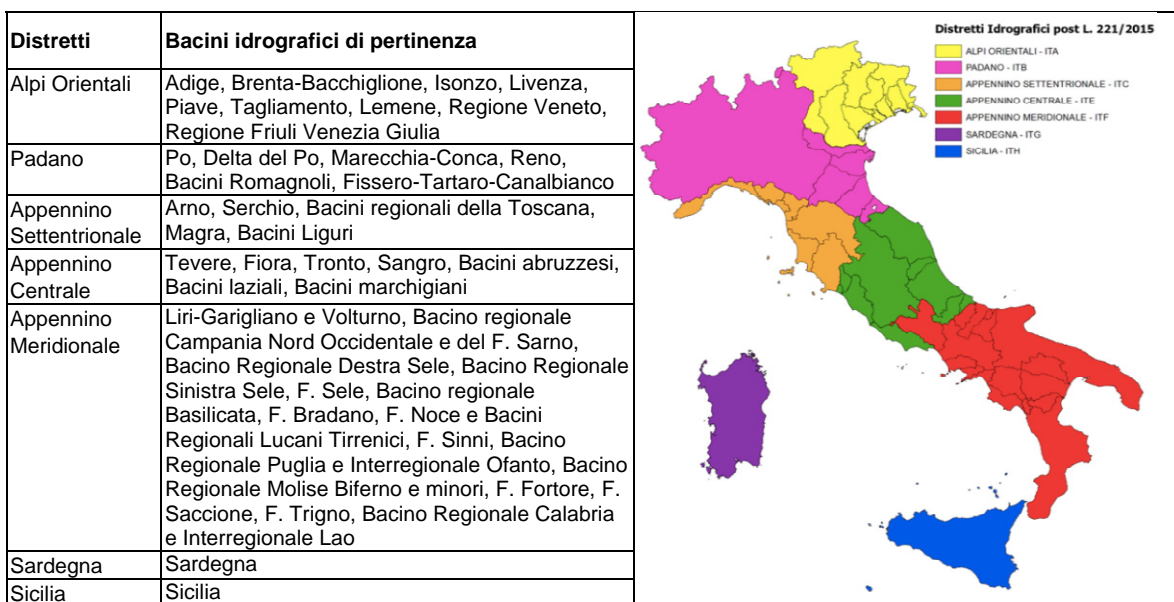 Distretti
Bacini idrografici di pertinenza
Alpi Orientali
Adige, Brenta-Bacchiglione, Isonzo, Livenza,
Piave, Tagliamento, Lemene, Regione Veneto,
Regione Friuli Venezia Giulia
Padano
Po, Delta del Po, Marecchia-Conca, Reno,
Bacini Romagnoli, Fissero-Tartaro-Canalbianco
Appennino
Settentrionale
Arno, Serchio, Bacini regionali della Toscana,
Magra, Bacini Liguri
Appennino
Centrale
Tevere, Fiora, Tronto, Sangro, Bacini abruzzesi,
Bacini laziali, Bacini marchigiani
Appennino
Meridionale
Liri-Garigliano e Volturno, Bacino regionale
Campania Nord Occidentale e del F. Sarno,
Bacino Regionale Destra Sele, Bacino Regionale
Sinistra Sele, F. Sele, Bacino regionale
Basilicata, F. Bradano, F. Noce e Bacini
Regionali Lucani Tirrenici, F. Sinni, Bacino
Regionale Puglia e Interregionale Ofanto, Bacino
Regionale Molise Biferno e minori, F. Fortore, F.
Saccione, F. Trigno, Bacino Regionale Calabria
e Interregionale Lao
Sardegna
Sardegna
Sicilia
Sicilia
Distretti Idrografici post L. 221/2015
ALPI ORIENTALI - ITA
PADANO - ITB
APPENNINO SETTENTRIONALE - ITC
APPENNINO CENTRALE - ITE
APPENNINO MERIDIONALE - ITF
SARDEGNA - ITG
SICILIA - ITH